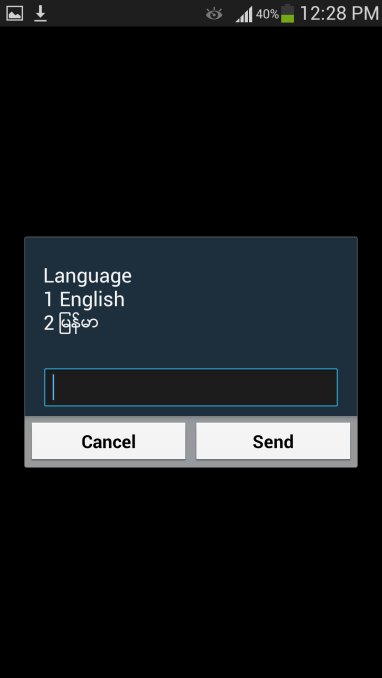 40% 12:28 PM
Language
1 English
2 မြန်မာ
Cancel Send